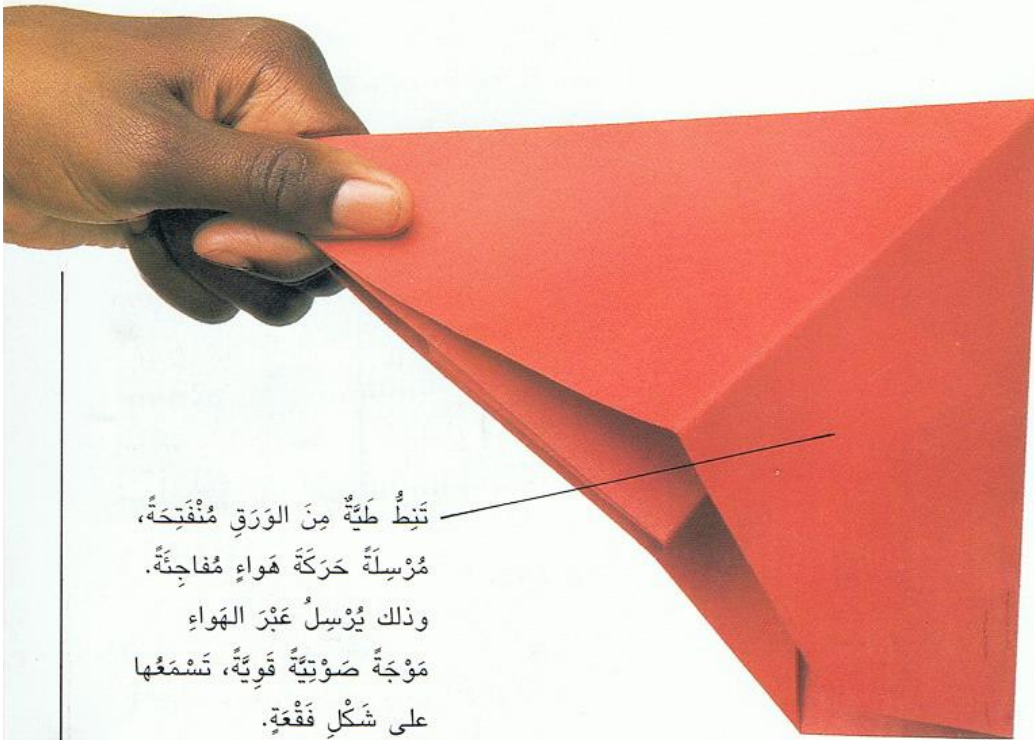 تَنِطُّ طَيَّةٌ مِنَ الوَرَقِ مُنْفَتِحَةً،
مُرْسِلَةً حَرَكَةَ هَواءٍ مُفاجِئَةً.
وذلك يُرْسِلُ عَبْرَ الهَواءِ
مَوْجَةً صَوْتِيَّةً قَوِيَّةً، تَسْمَعُها
على شَكْلِ فَقْعَةٍ.